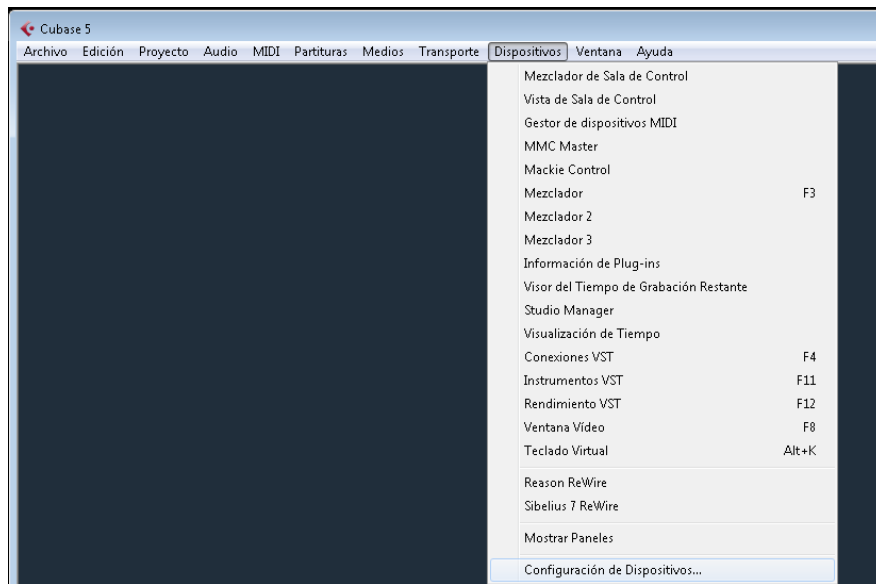 Cubase 5
Archivo Edición Proyecto Audio MIDI Partituras Medios Transporte Dispositivos Ventana Ayuda
Mezclador de Sala de Control
Vista de Sala de Control
Gestor de dispositivos MIDI
MMC Master
Mackie Control
Mezclador F3
Mezclador 2
Mezclador 3
Información de Plug-ins
Visor del Tiempo de Grabación Restante
Studio Manager
Visualización de Tiempo
Conexiones VST F4
Instrumentos VST F11
Rendimiento VST F12
Ventana Vídeo F8
Teclado Virtual Alt+K
Reason ReWire
Sibelius 7 ReWire
Mostrar Paneles
Configuración de Dispositivos...